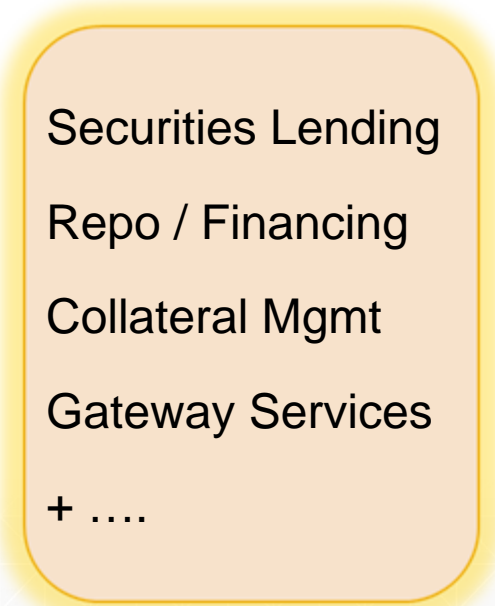 Securities Lending
Repo / Financing
Collateral Mgmt
Gateway Services
+ ....